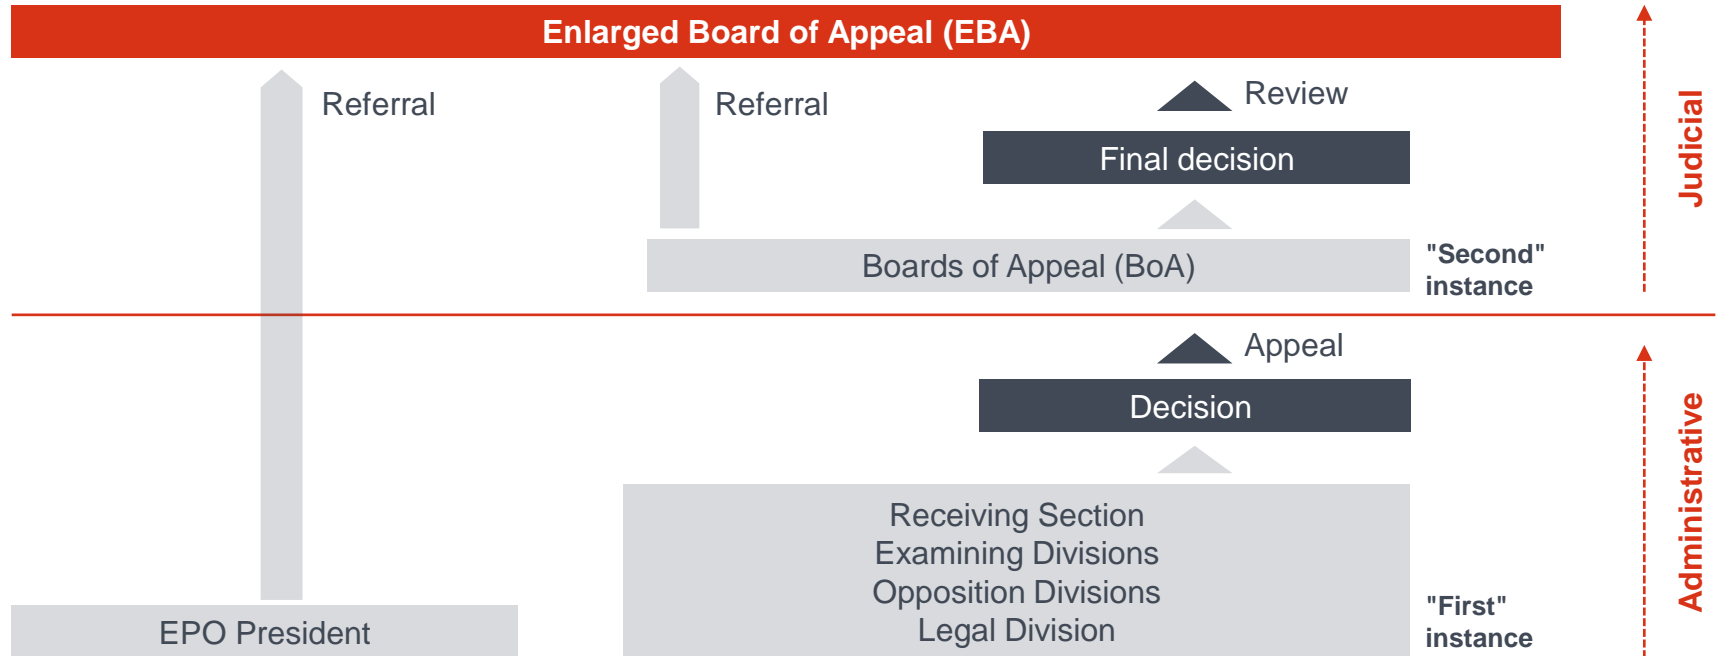 Enlarged Board of Appeal (EBA)
Referral
Referral
Review
Final decision
Judicial
Boards of Appeal (BoA)
"Second"
instance
Appeal
Decision
Administrative
Receiving Section
Examining Divisions
Opposition Divisions
Legal Division
"First"
instance
EPO President